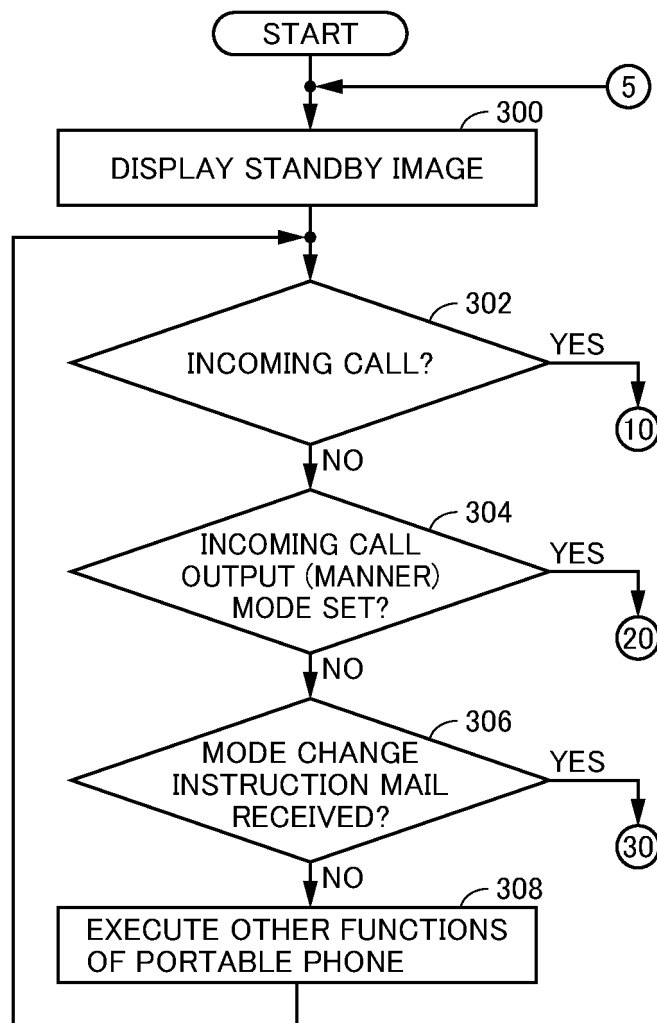 START
5
300
DISPLAY STANDBY IMAGE
302
INCOMING CALL?
YES
10
NO
304
INCOMING CALL
OUTPUT (MANNER)
MODE SET?
YES
20
NO
306
MODE CHANGE
INSTRUCTION MAIL
RECEIVED?
YES
30
NO
308
EXECUTE OTHER FUNCTIONS
OF PORTABLE PHONE